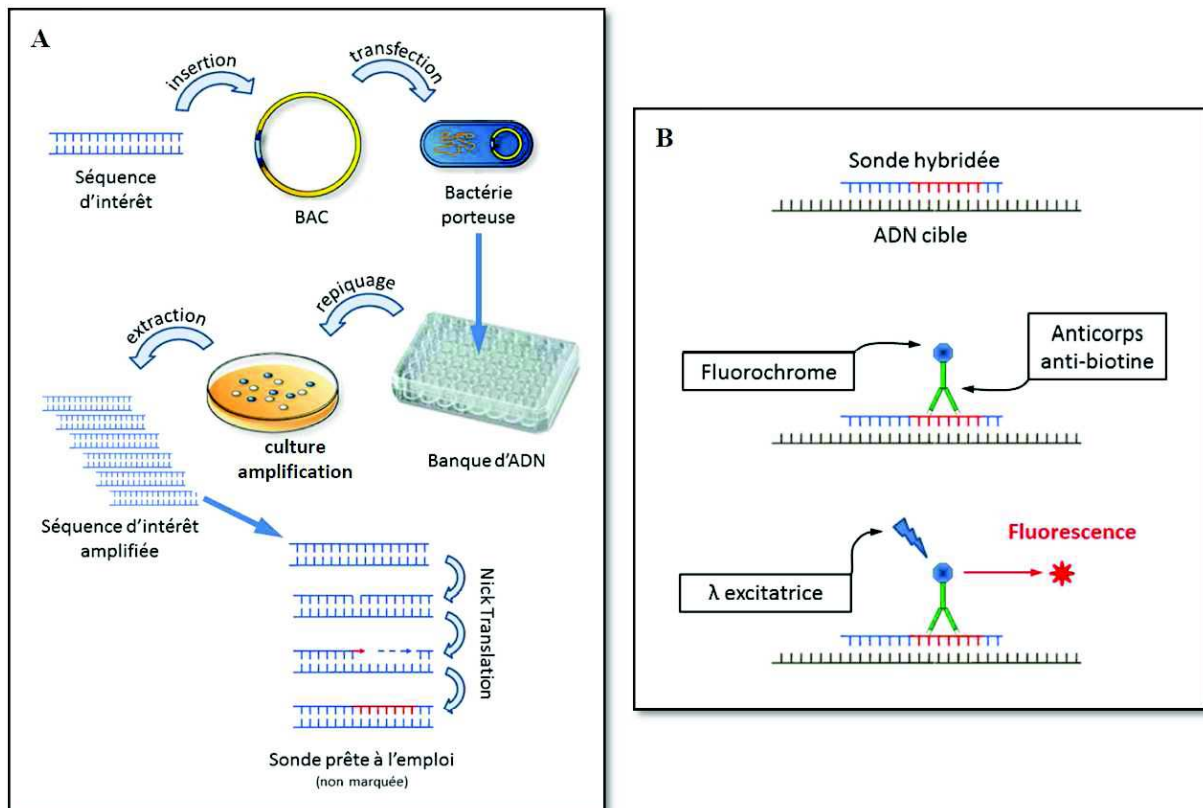 A
insertion
transfection
Séquence
d'intérêt
BAC
Bactérie
porteuse
repiquage
extraction
culture
amplification
Banque d'ADN
Séquence d'intérêt
amplifiée
Nick Translation
Sonde prête à l'emploi
(non marquée)
B
Sonde hybridée
ADN cible
Fluorochrome
Anticorps
anti-biotine
Fluorescence
λ excitatrice